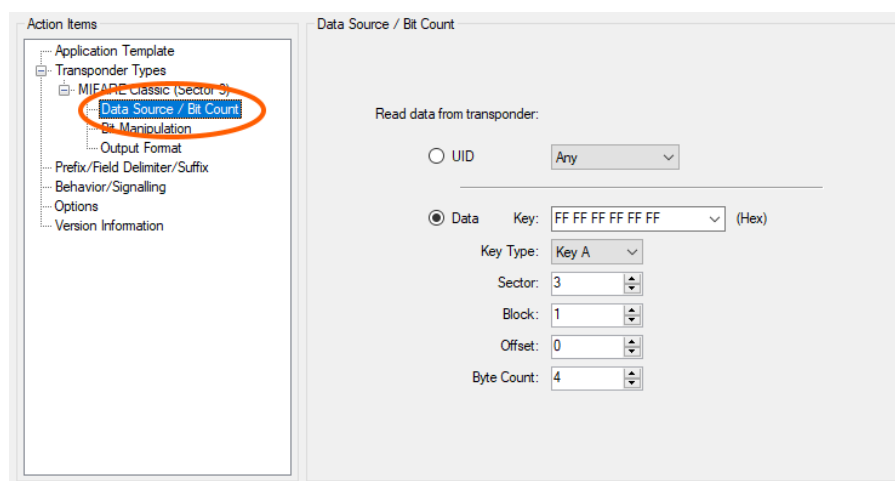 Action Items
Application Template
Transponder Types
MIFARE Classic (Sector 3)
Data Source / Bit Count
Bit Manipulation
Output Format
Prefix/Field Delimiter/Suffix
Behavior/Signalling
Options
Version Information
Data Source / Bit Count
Read data from transponder:
UID Any
Data Key: FF FF FF FF FF FF (Hex)
Key Type: Key A
Sector: 3
Block: 1
Offset: 0
Byte Count: 4